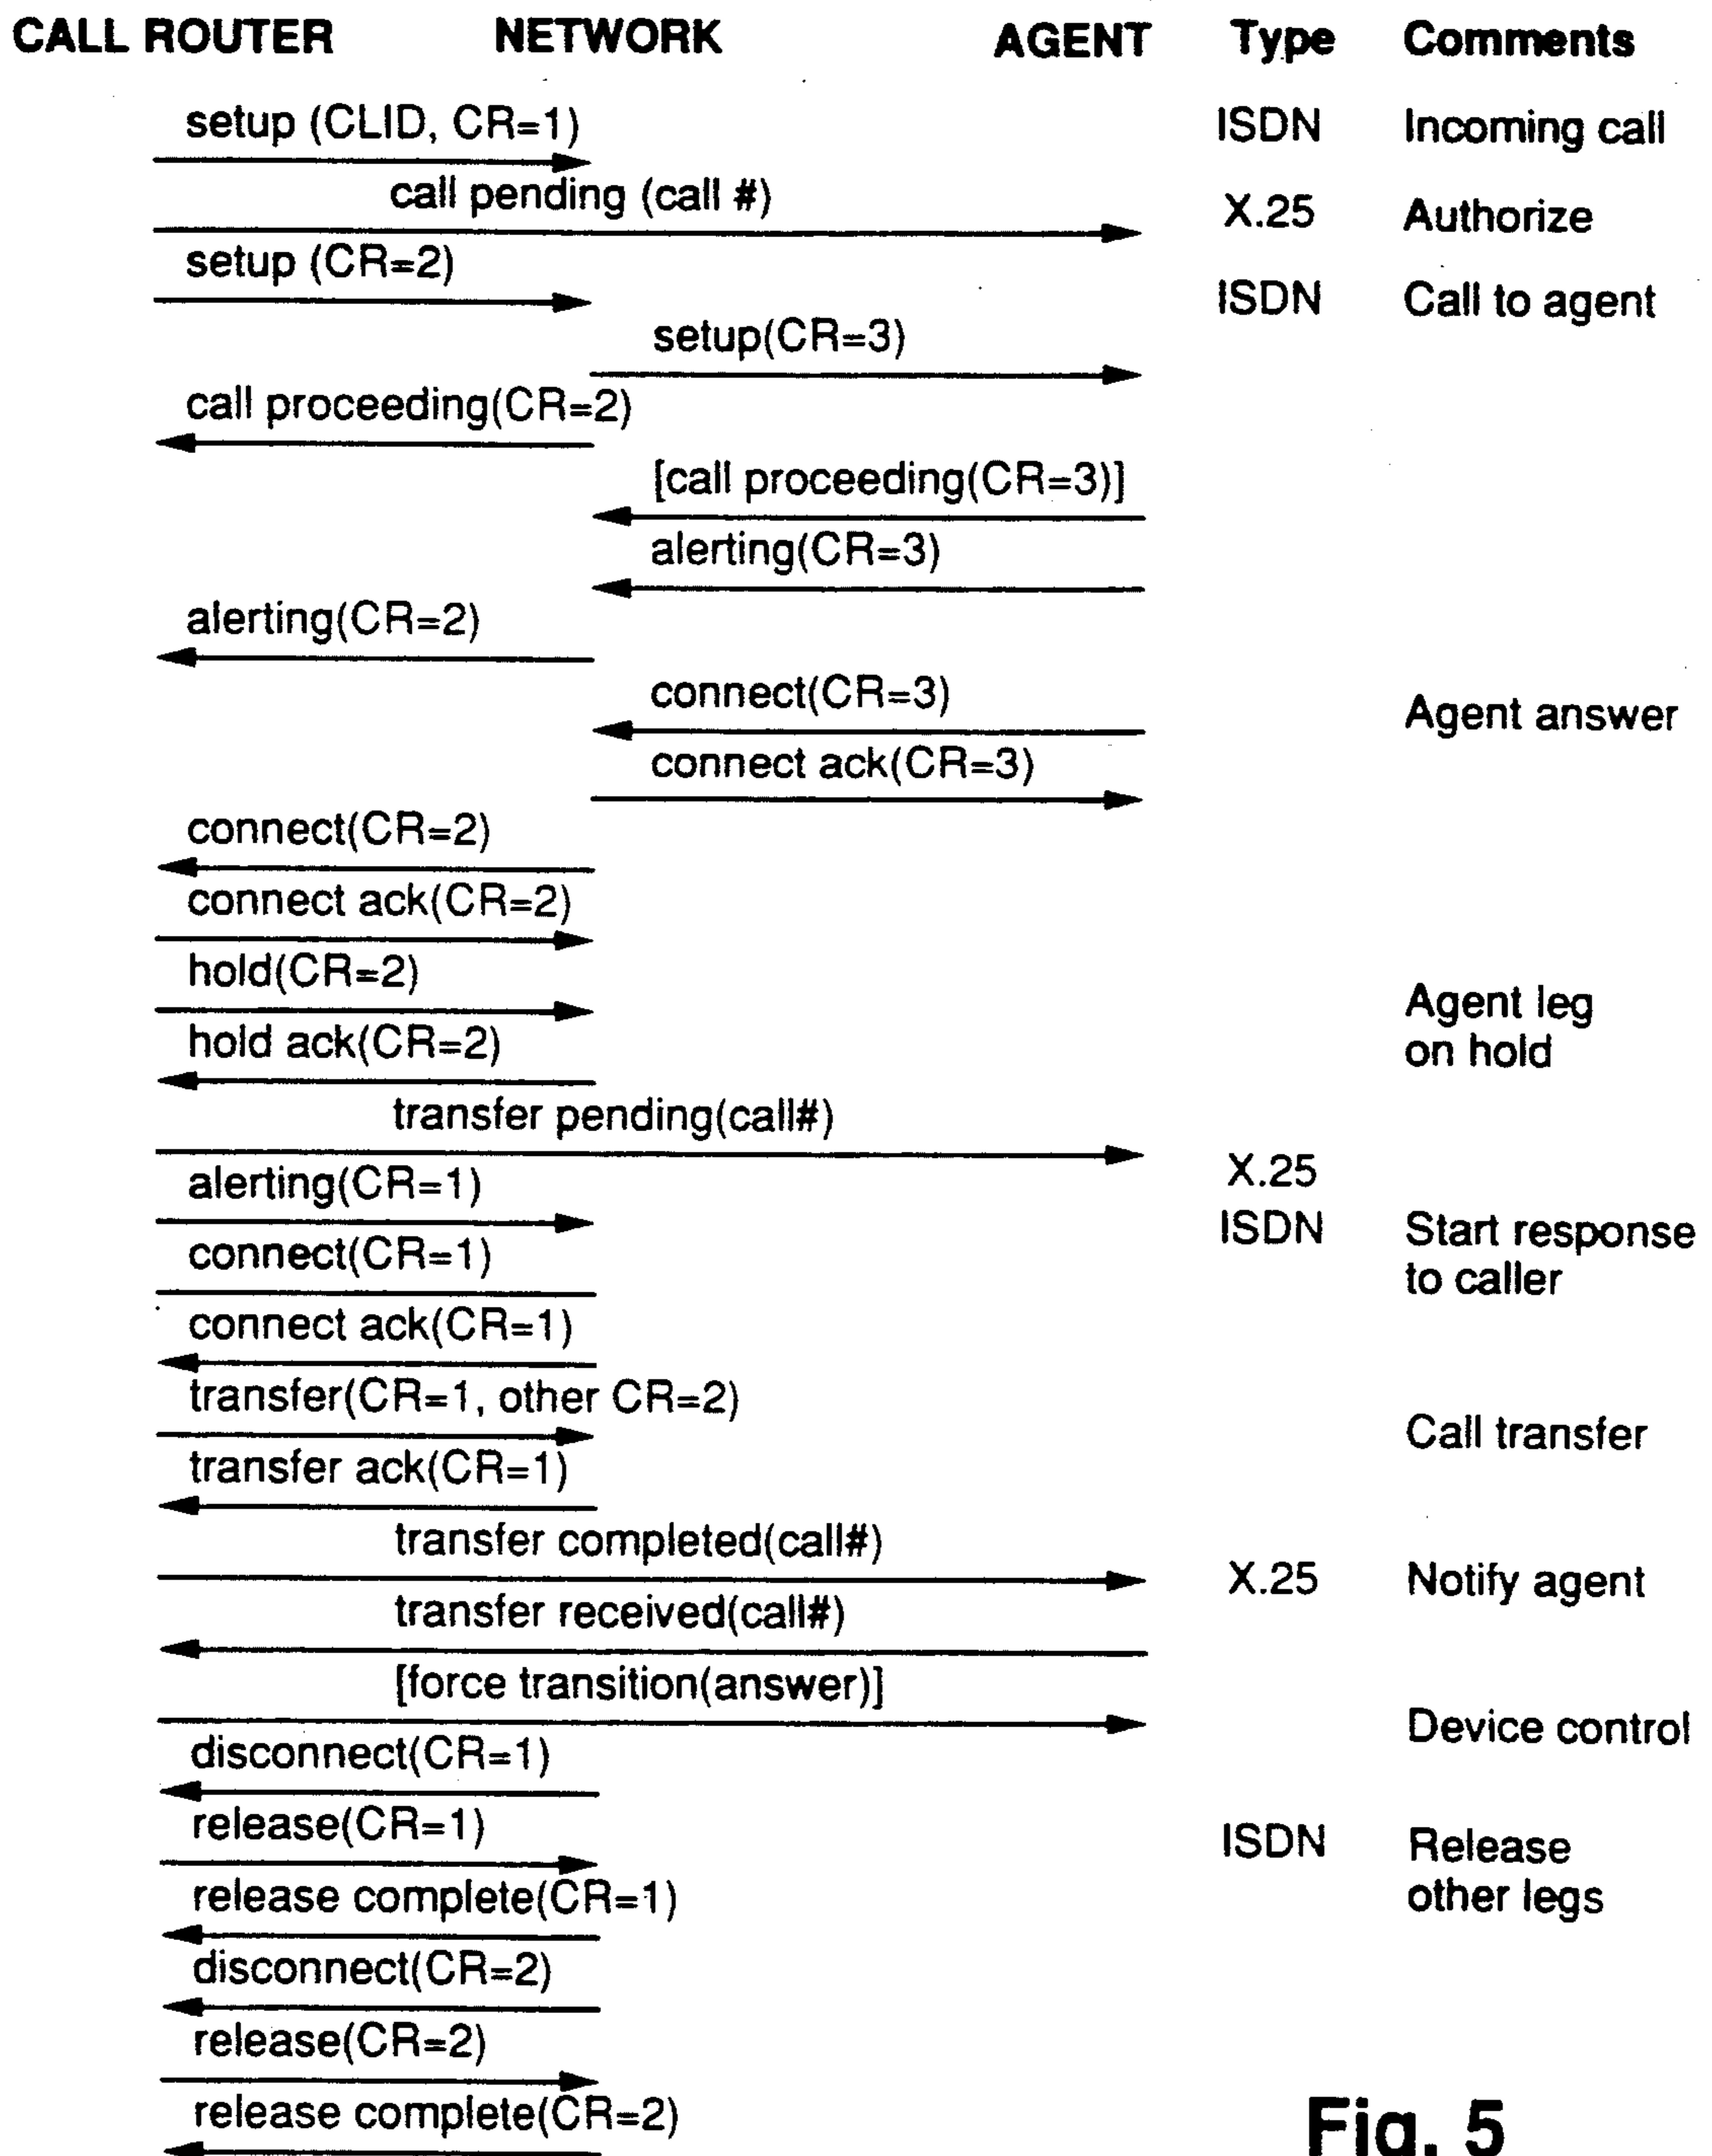 CALL ROUTER NETWORK AGENT Type Comments
setup (CLID, CR=1) ISDN Incoming call
call pending (call #) X.25 Authorize
setup (CR=2) ISDN Call to agent
setup(CR=3)
call proceeding(CR=2)
[call proceeding(CR=3)]
alerting(CR=3)
alerting(CR=2)
connect(CR=3) Agent answer
connect ack(CR=3)
connect(CR=2)
connect ack(CR=2)
hold(CR=2) Agent leg
hold ack(CR=2) on hold
transfer pending(call#) X.25
alerting(CR=1) ISDN Start response
connect(CR=1) to caller
connect ack(CR=1)
transfer(CR=1, other CR=2) Call transfer
transfer ack(CR=1)
transfer completed(call#) X.25 Notify agent
transfer received(call#)
[force transition(answer)] Device control
disconnect(CR=1)
release(CR=1) ISDN Release
release complete(CR=1) other legs
disconnect(CR=2)
release(CR=2)
release complete(CR=2)
Fig. 5